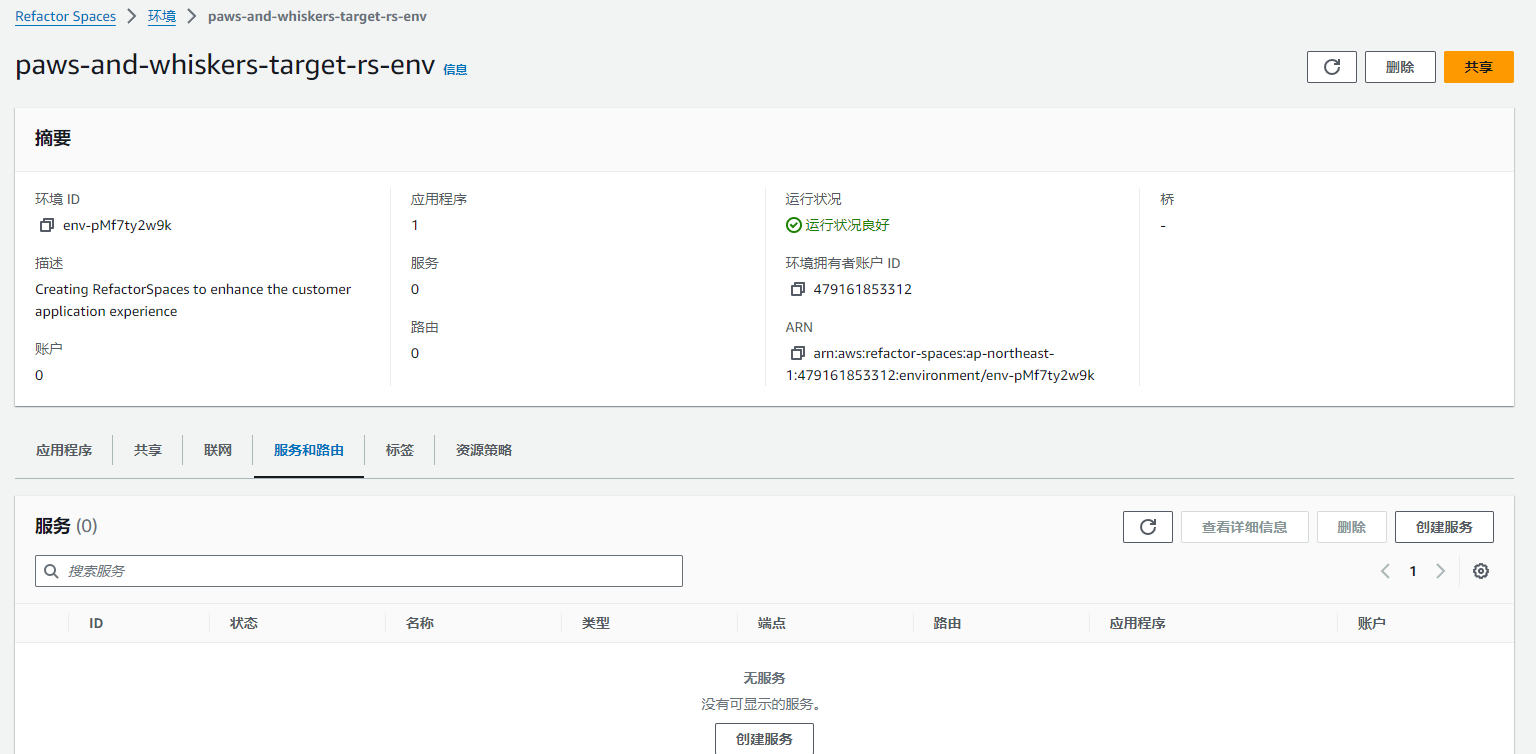 Refactor Spaces > 环境 > paws-and-whiskers-target-rs-env
paws-and-whiskers-target-rs-env 信息
删除 共享
摘要
环境 ID
env-pMf7ty2w9k
描述
Creating RefactorSpaces to enhance the customer
application experience
账户
0
应用程序
1
服务
0
路由
0
运行状况
运行状况良好
环境拥有者账户 ID
479161853312
ARN
arn:aws:refactor-spaces:ap-northeast-
1:479161853312:environment/env-pMf7ty2w9k
桥
-
应用程序 共享 联网 服务和路由 标签 资源策略
服务 (0)
查看详细信息 删除 创建服务
搜索服务
1
ID 状态 名称 类型 端点 路由 应用程序 账户
无服务
没有可显示的服务。
创建服务